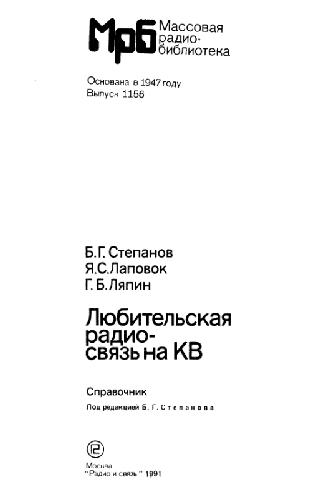 МРБ Массовая
радио-
библиотека
Основана в 1947 году
Выпуск 1156
Б.Г.Степанов
Я.С.Лаповок
Г.Б.Ляпин
Любительская
радио-
связь на КВ
Справочник
Под редакцией Б. Г. Степанова
Москва
"Радио и связь" 1991